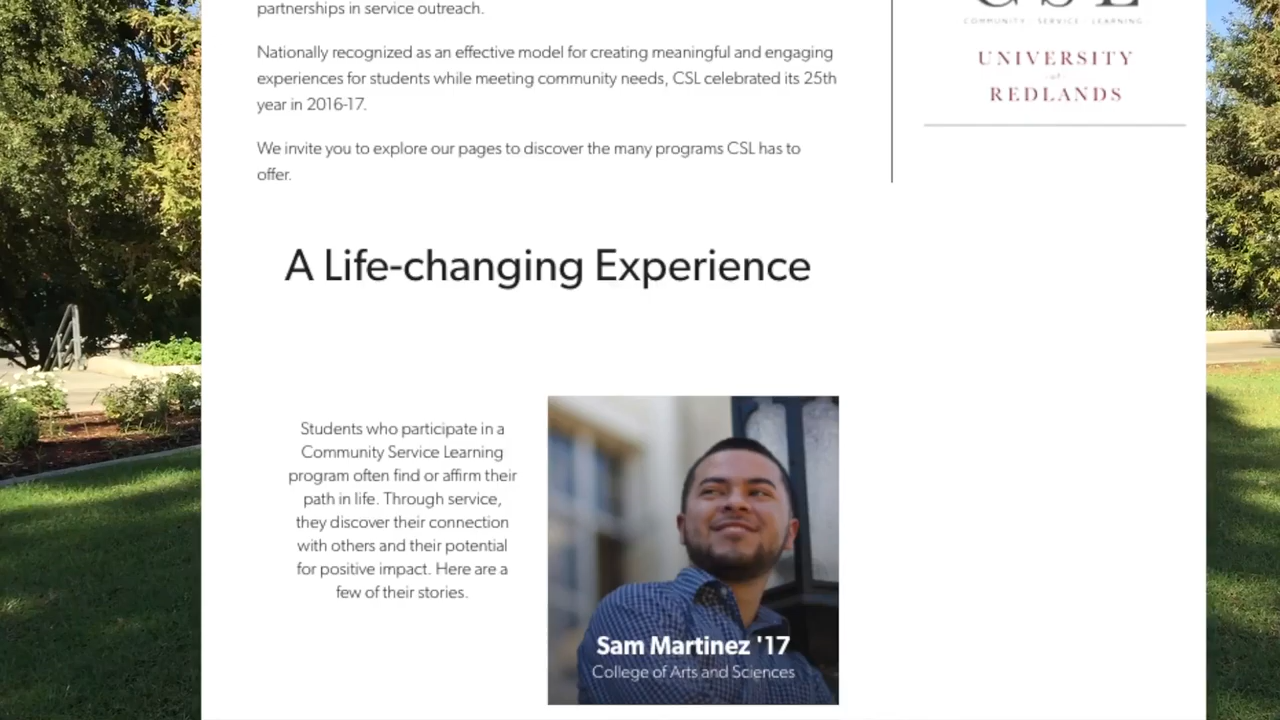 partnerships in service outreach.
Nationally recognized as an effective model for creating meaningful and engaging
experiences for students while meeting community needs, CSL celebrated its 25th
year in 2016-17.
We invite you to explore our pages to discover the many programs CSL has to
offer.
CSL
COMMUNITY SERVICE LEARNING
UNIVERSITY
of
REDLANDS
A Life-changing Experience
Students who participate in a
Community Service Learning
program often find or affirm their
path in life. Through service,
they discover their connection
with others and their potential
for positive impact. Here are a
few of their stories.
Sam Martinez '17
College of Arts and Sciences